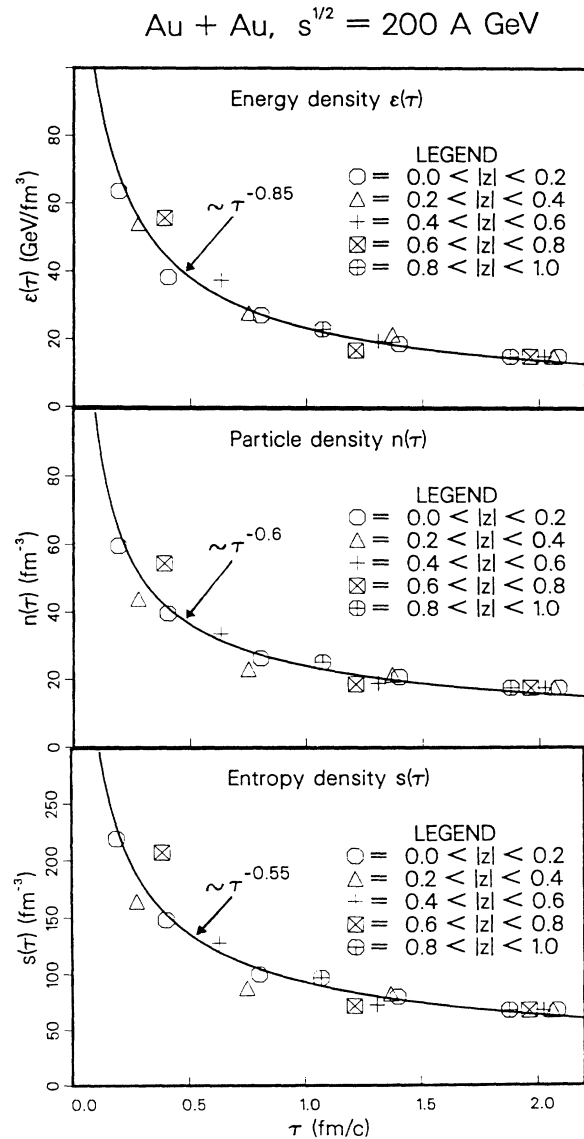 Au + Au, s^1/2 = 200 A GeV
Energy density ε(τ)
LEGEND
= 0.0 < |z| < 0.2
= 0.2 < |z| < 0.4
= 0.4 < |z| < 0.6
= 0.6 < |z| < 0.8
= 0.8 < |z| < 1.0
~ τ^-0.85
ε(τ) (GeV/fm^3)
80
60
40
20
0
Particle density n(τ)
LEGEND
= 0.0 < |z| < 0.2
= 0.2 < |z| < 0.4
= 0.4 < |z| < 0.6
= 0.6 < |z| < 0.8
= 0.8 < |z| < 1.0
~ τ^-0.6
n(τ) (fm^-3)
80
60
40
20
0
Entropy density s(τ)
LEGEND
= 0.0 < |z| < 0.2
= 0.2 < |z| < 0.4
= 0.4 < |z| < 0.6
= 0.6 < |z| < 0.8
= 0.8 < |z| < 1.0
~ τ^-0.55
s(τ) (fm^-3)
250
200
150
100
50
0
0.0 0.5 1.0 1.5 2.0
τ (fm/c)